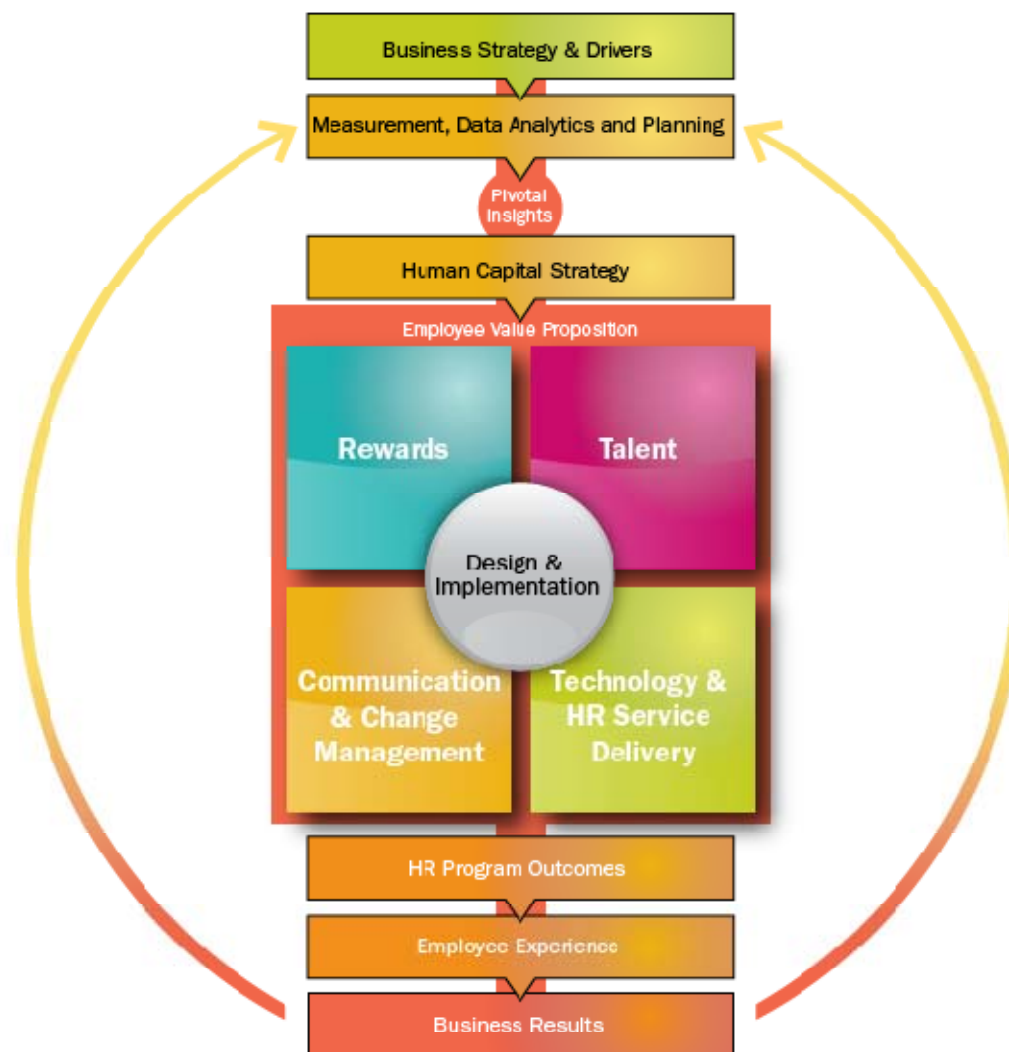 Business Strategy & Drivers
Measurement, Data Analytics and Planning
Pivotal
Insights
Human Capital Strategy
Employee Value Proposition
Rewards
Talent
Design &
Implementation
Communication
& Change
Management
Technology &
HR Service
Delivery
HR Program Outcomes
Employee Experience
Business Results